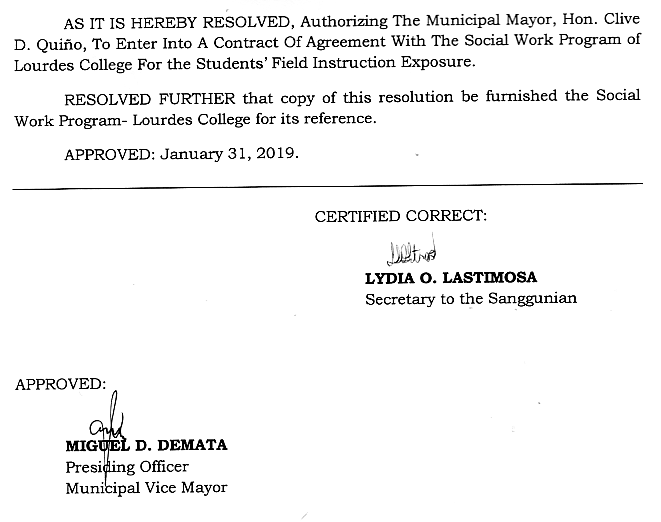 AS IT IS HEREBY RESOLVED, Authorizing The Municipal Mayor, Hon. Clive
D. Quiño, To Enter Into A Contract Of Agreement With The Social Work Program of
Lourdes College For the Students' Field Instruction Exposure.
RESOLVED FURTHER that copy of this resolution be furnished the Social
Work Program- Lourdes College for its reference.
APPROVED: January 31, 2019.
CERTIFIED CORRECT:
LYDIA O. LASTIMOSA
Secretary to the Sanggunian
APPROVED:
MIGUEL D. DEMATA
Presiding Officer
Municipal Vice Mayor